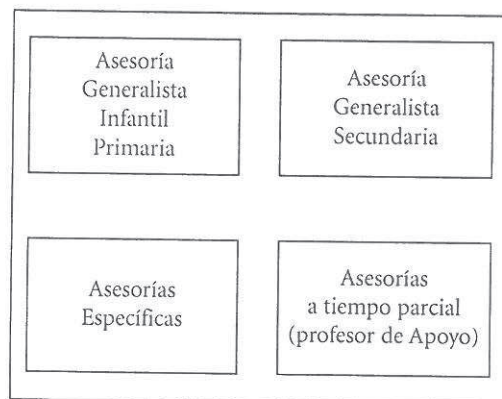 Asesoría
Generalista
Infantil
Primaria
Asesoría
Generalista
Secundaria
Asesorías
Específicas
Asesorías
a tiempo parcial
(profesor de Apoyo)